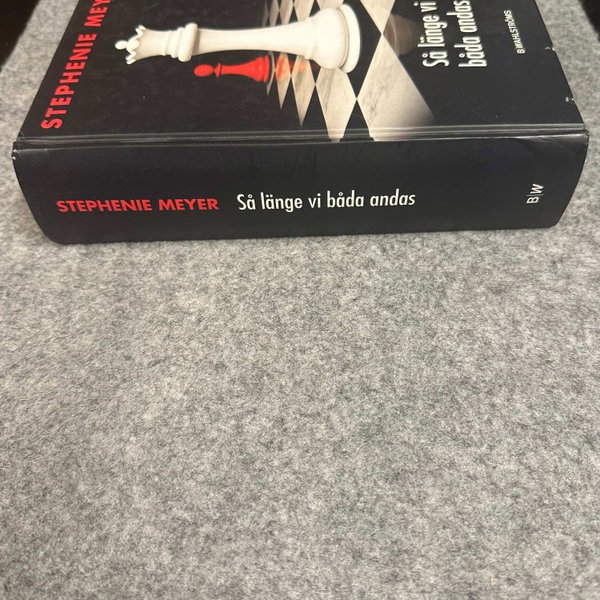 STEPHENIE MEY
Så länge vi
båda andas
B.WAHLSTRÖMS
STEPHENIE MEYER Så länge vi båda andas B|W